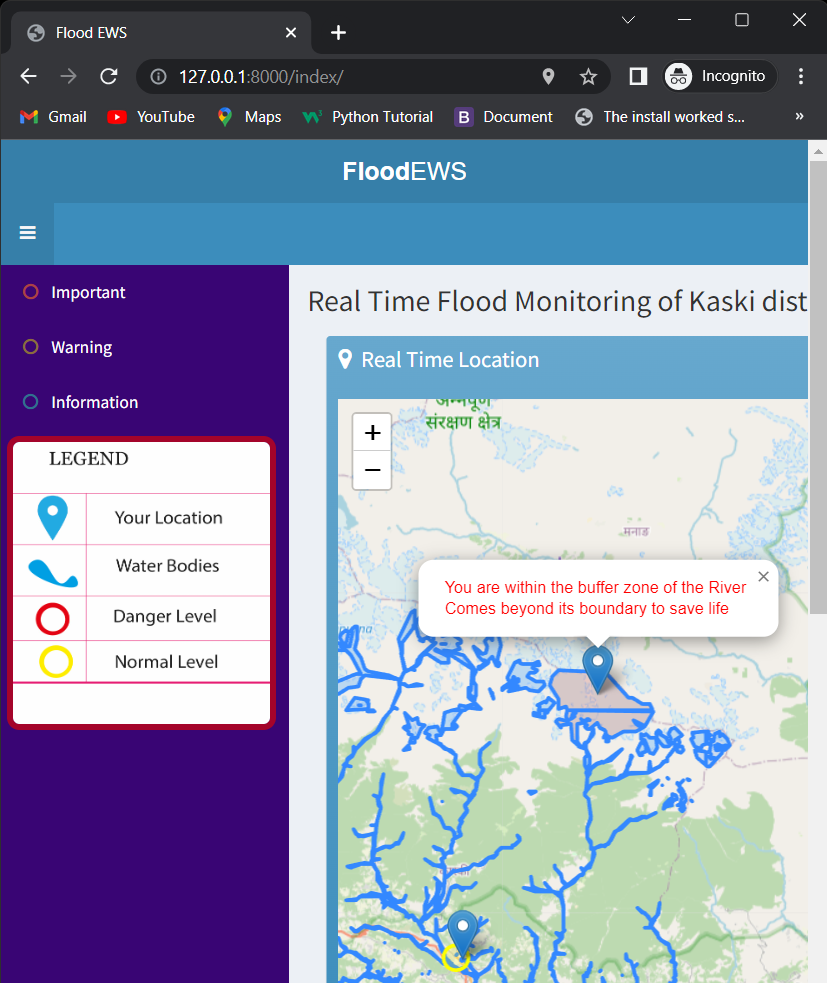 Flood EWS
127.0.0.1:8000/index/
Incognito
Gmail
YouTube
Maps
Python Tutorial
B
Document
The install worked s...
»
FloodEWS
Important
Warning
Information
LEGEND
Your Location
Water Bodies
Danger Level
Normal Level
Real Time Flood Monitoring of Kaski dist
Real Time Location
+
−
अन्नपूर्ण
संरक्षण क्षेत्र
मनाङ
You are within the buffer zone of the River
Comes beyond its boundary to save life